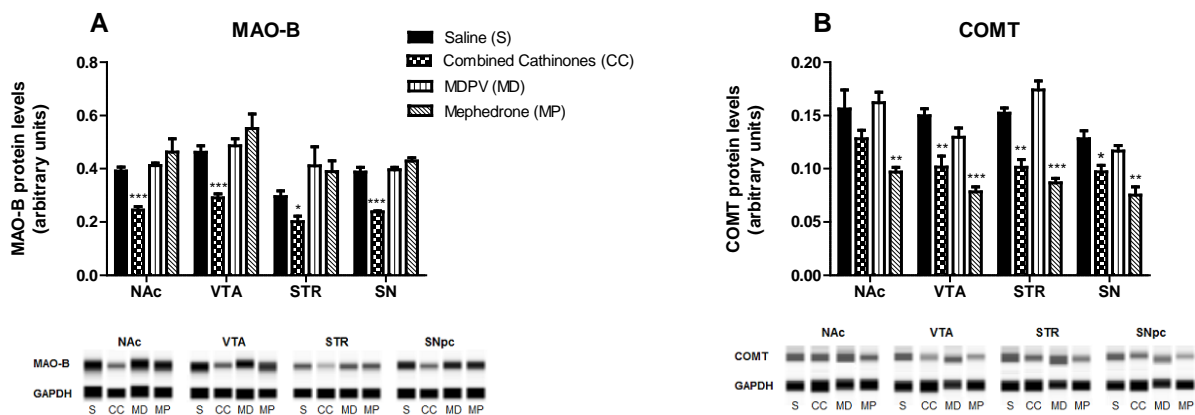 A
MAO-B
Saline (S)
Combined Cathinones (CC)
MDPV (MD)
Mephedrone (MP)
MAO-B protein levels
(arbitrary units)
0.8
0.6
0.4
0.2
0.0
***
***
*
***
NAc VTA STR SN
NAc VTA STR SNpc
MAO-B
GAPDH
S CC MD MP S CC MD MP S CC MD MP S CC MD MP
B
COMT
COMT protein levels
(arbitrary units)
0.20
0.15
0.10
0.05
0.00
**
**
***
**
***
*
**
NAc VTA STR SN
NAc VTA STR SNpc
COMT
GAPDH
S CC MD MP S CC MD MP S CC MD MP S CC MD MP